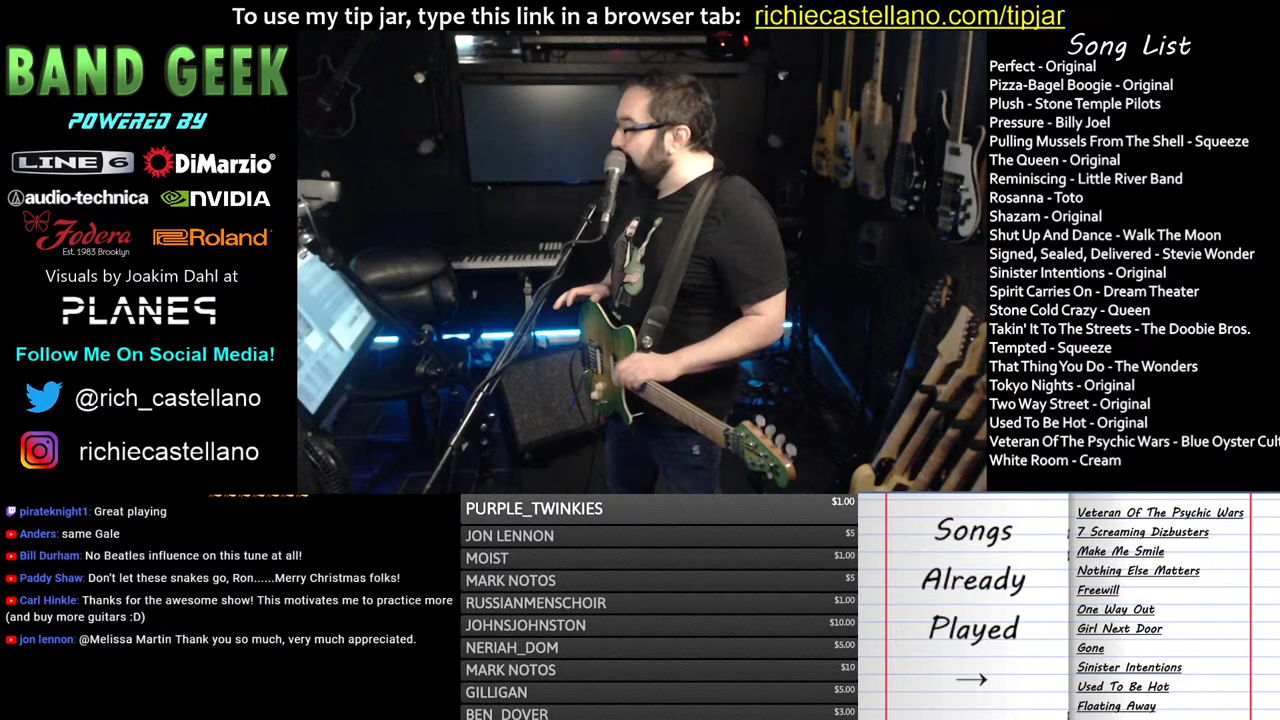 To use my tip jar, type this link in a browser tab: richiecastellano.com/tipjar
BAND GEEK
POWERED BY
LINE 6
DiMarzio
audio-technica
NVIDIA
Fodera
Est. 1983 Brooklyn
Roland
Visuals by Joakim Dahl at
PLANE9
Follow Me On Social Media!
@rich_castellano
richiecastellano
Song List
Perfect - Original
Pizza-Bagel Boogie - Original
Plush - Stone Temple Pilots
Pressure - Billy Joel
Pulling Mussels From The Shell - Squeeze
The Queen - Original
Reminiscing - Little River Band
Rosanna - Toto
Shazam - Original
Shut Up And Dance - Walk The Moon
Signed, Sealed, Delivered - Stevie Wonder
Sinister Intentions - Original
Spirit Carries On - Dream Theater
Stone Cold Crazy - Queen
Takin' It To The Streets - The Doobie Bros.
Tempted - Squeeze
That Thing You Do - The Wonders
Tokyo Nights - Original
Two Way Street - Original
Used To Be Hot - Original
Veteran Of The Psychic Wars - Blue Oyster Cul
White Room - Cream
pirateknight1: Great playing
Anders: same Gale
Bill Durham: No Beatles influence on this tune at all!
Paddy Shaw: Don't let these snakes go, Ron......Merry Christmas folks!
Carl Hinkle: Thanks for the awesome show! This motivates me to practice more
(and buy more guitars :D)
jon lennon: @Melissa Martin Thank you so much, very much appreciated.
PURPLE_TWINKIES $1.00
JON LENNON $5
MOIST $1.00
MARK NOTOS $5
RUSSIANMENSCHOIR $1.00
JOHNSJOHNSTON $10.00
NERIAH_DOM $5.00
MARK NOTOS $10
GILLIGAN $5.00
BEN_DOVER $3.00
Songs
Already
Played
→
Veteran Of The Psychic Wars
7 Screaming Dizbusters
Make Me Smile
Nothing Else Matters
Freewill
One Way Out
Girl Next Door
Gone
Sinister Intentions
Used To Be Hot
Floating Away